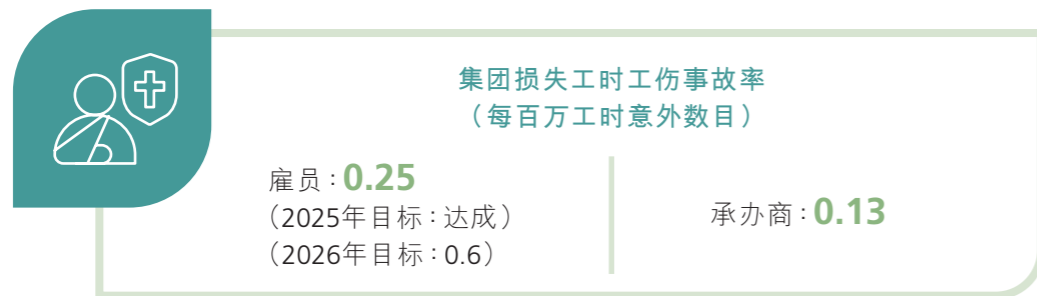 集团损失工时工伤事故率
（每百万工时意外数目）
雇员：0.25
（2025年目标：达成）
（2026年目标：0.6）
承办商：0.13